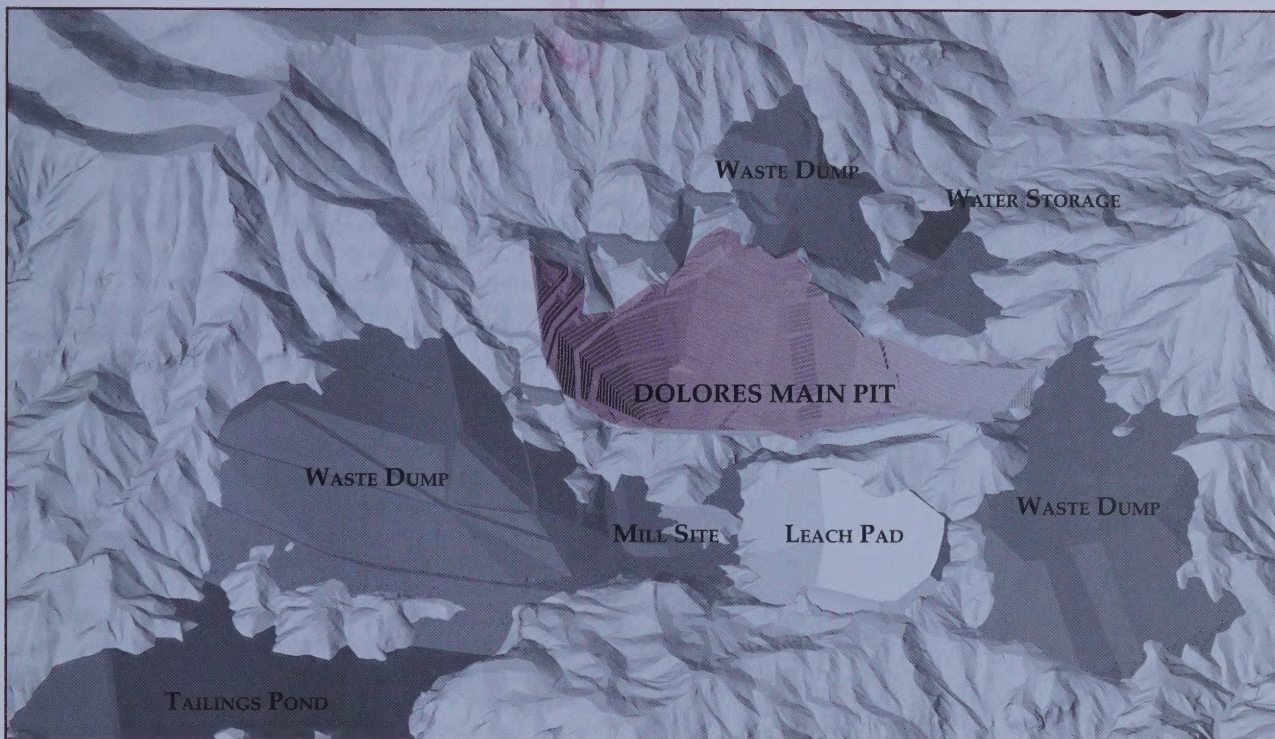 Waste Dump
Water Storage
DOLORES MAIN PIT
Waste Dump
Waste Dump
Mill Site
Leach Pad
Tailings Pond